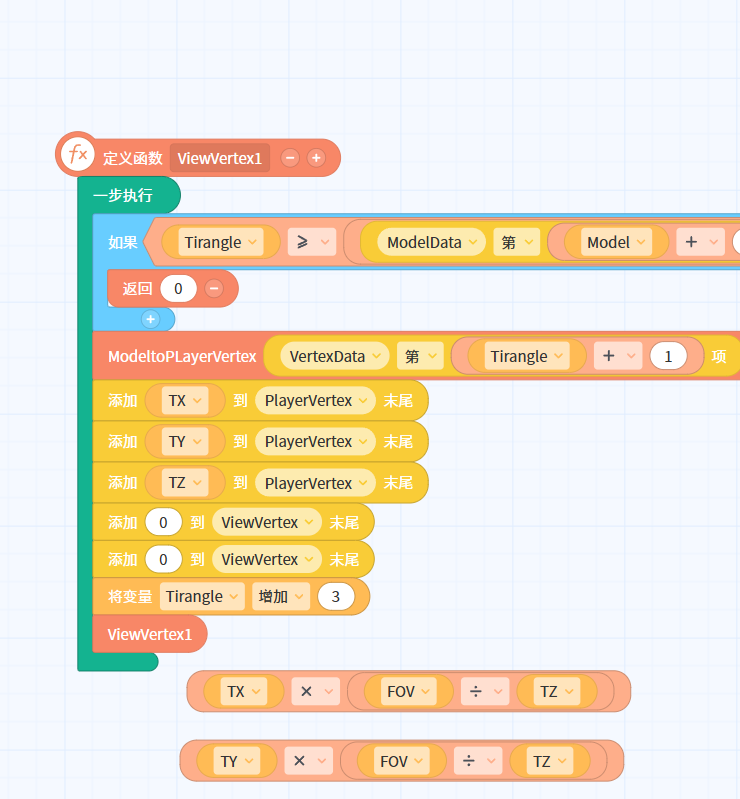 fx 定义函数 ViewVertex1 − +
一步执行
如果 Tirangle ≥ ModelData 第 Model +
返回 0 −
+
ModeltoPLayerVertex VertexData 第 Tirangle + 1 项
添加 TX 到 PlayerVertex 末尾
添加 TY 到 PlayerVertex 末尾
添加 TZ 到 PlayerVertex 末尾
添加 0 到 ViewVertex 末尾
添加 0 到 ViewVertex 末尾
将变量 Tirangle 增加 3
ViewVertex1
TX × FOV ÷ TZ
TY × FOV ÷ TZ